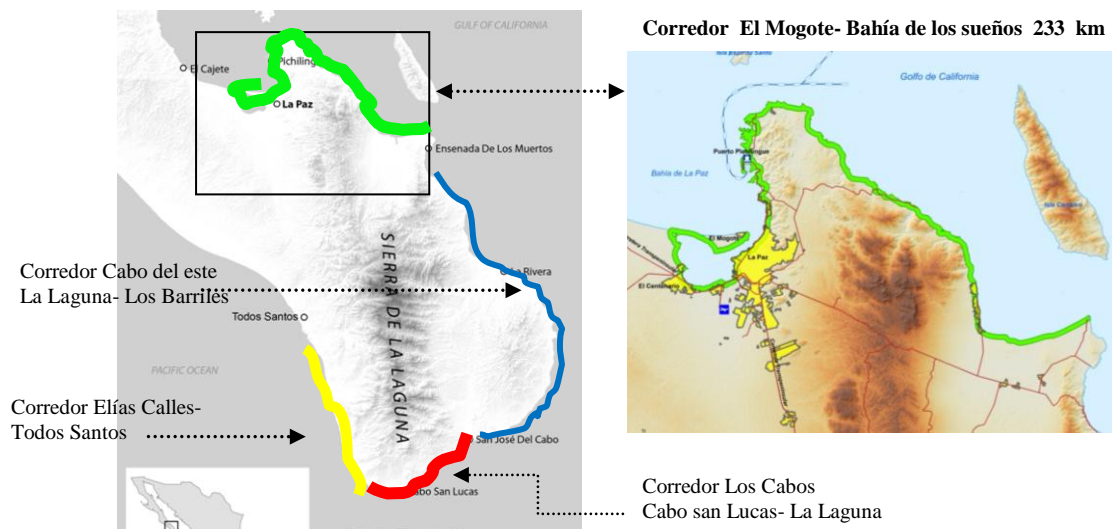 GULF OF CALIFORNIA
Pichilingu
El Cajete
La Paz
Ensenada De Los Muertos
SIERRA DE LA LAGUNA
La Rivera
Corredor Cabo del este
La Laguna- Los Barriles
Todos Santos
PACIFIC OCEAN
Corredor Elías Calles-
Todos Santos
San José Del Cabo
Cabo San Lucas
Corredor El Mogote- Bahía de los sueños 233 km
Golfo de California
Puerto Pichilingue
Bahía de La Paz
El Mogote
La Paz
El Centenario
Corredor Los Cabos
Cabo san Lucas- La Laguna